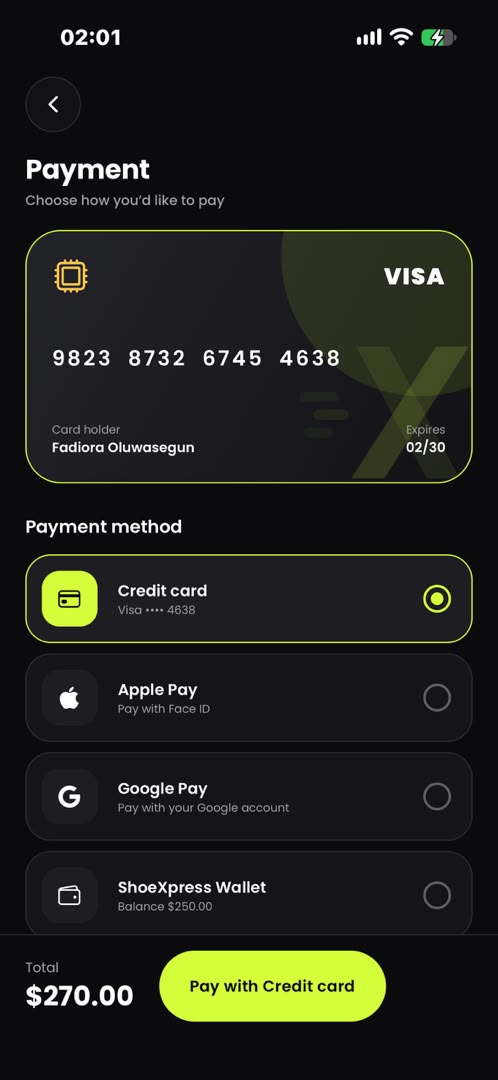 02:01
Payment
Choose how you'd like to pay
VISA
9823 8732 6745 4638
Card holder
Fadiora Oluwasegun
Expires
02/30
Payment method
Credit card
Visa •••• 4638
Apple Pay
Pay with Face ID
Google Pay
Pay with your Google account
ShoeXpress Wallet
Balance $250.00
Total
$270.00
Pay with Credit card